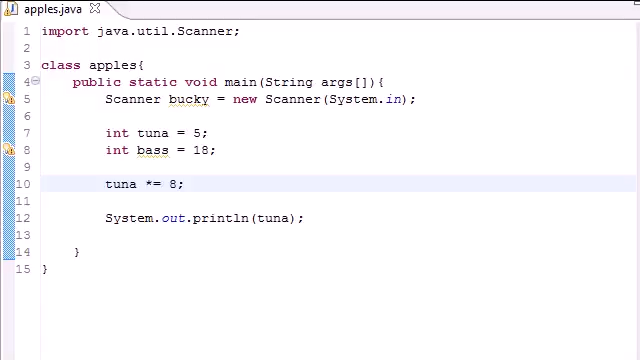 apples.java
1 import java.util.Scanner;
2
3 class apples{
4 public static void main(String args[]){
5 Scanner bucky = new Scanner(System.in);
6
7 int tuna = 5;
8 int bass = 18;
9
10 tuna *= 8;
11
12 System.out.println(tuna);
13
14 }
15 }